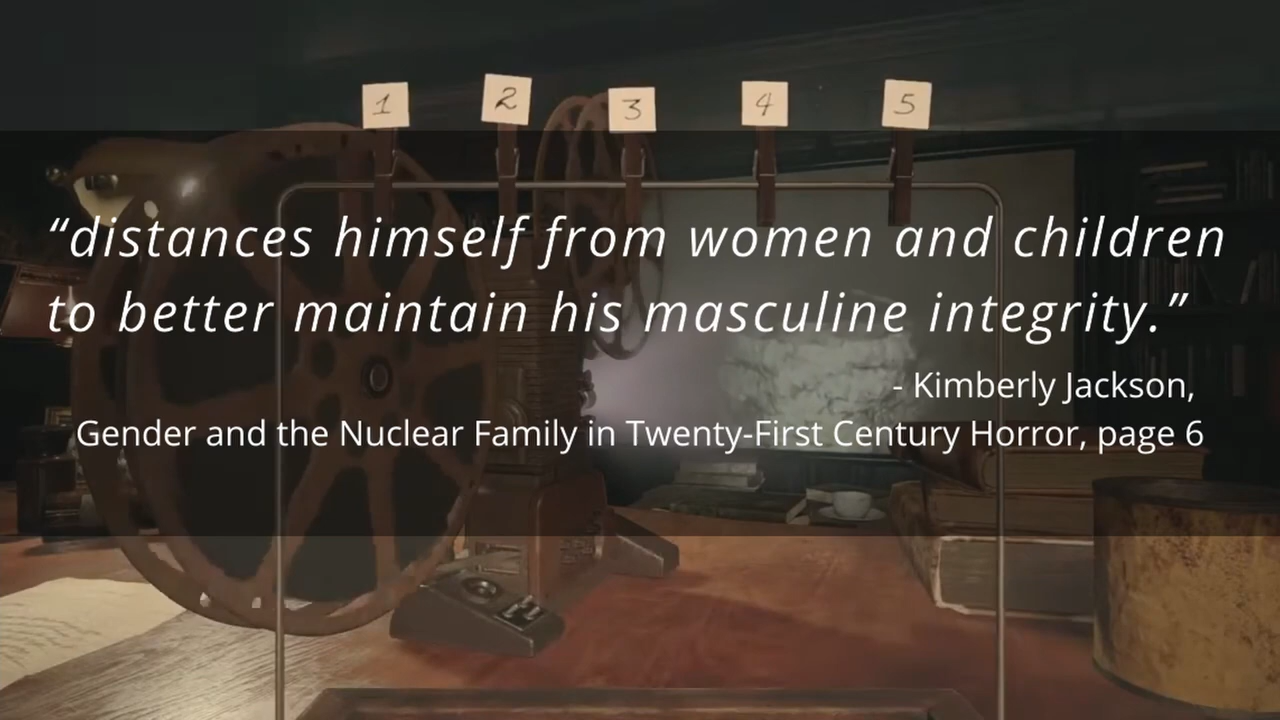 1 2 3 4 5
“distances himself from women and children
to better maintain his masculine integrity.”
- Kimberly Jackson,
Gender and the Nuclear Family in Twenty-First Century Horror, page 6